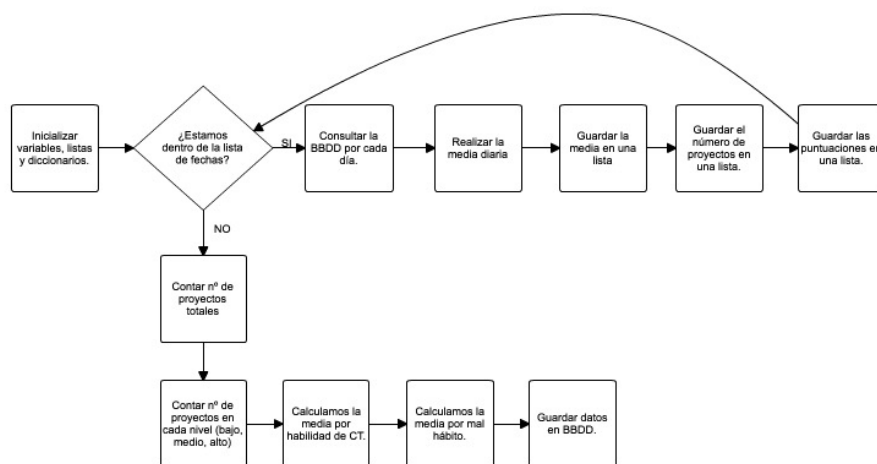 Inicializar
variables, listas
y diccionarios.
¿Estamos
dentro de la lista
de fechas?
SI
Consultar la
BBDD por cada
día.
Realizar la
media diaria
Guardar la
media en una
lista
Guardar el
número de
proyectos en
una lista.
Guardar las
puntuaciones en
una lista.
NO
Contar nº de
proyectos
totales
Contar nº de
proyectos en
cada nivel (bajo,
medio, alto)
Calculamos la
media por
habilidad de CT.
Calculamos la
media por mal
hábito.
Guardar datos
en BBDD.